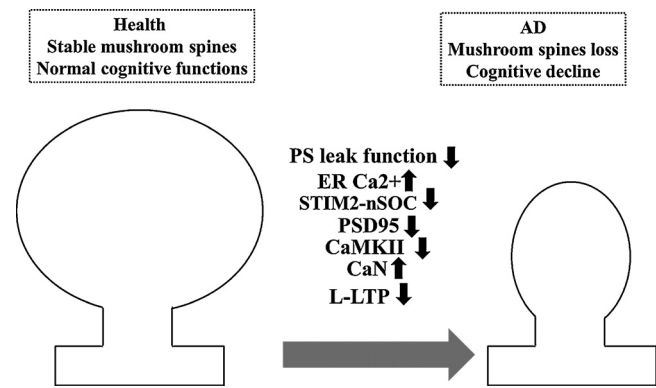 Health
Stable mushroom spines
Normal cognitive functions
AD
Mushroom spines loss
Cognitive decline
PS leak function
ER Ca2+
STIM2-nSOC
PSD95
CaMKII
CaN
L-LTP